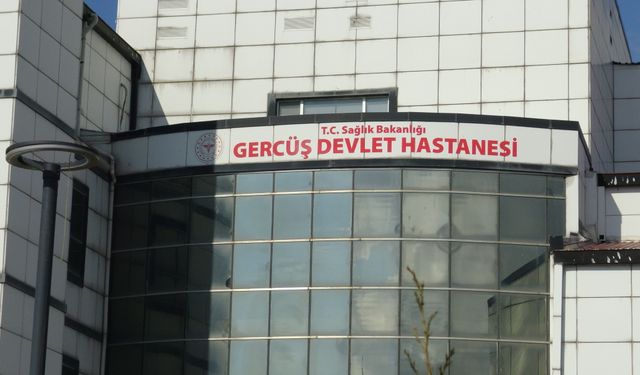 T.C. Sağlık Bakanlığı
GERCÜŞ DEVLET HASTANESİ